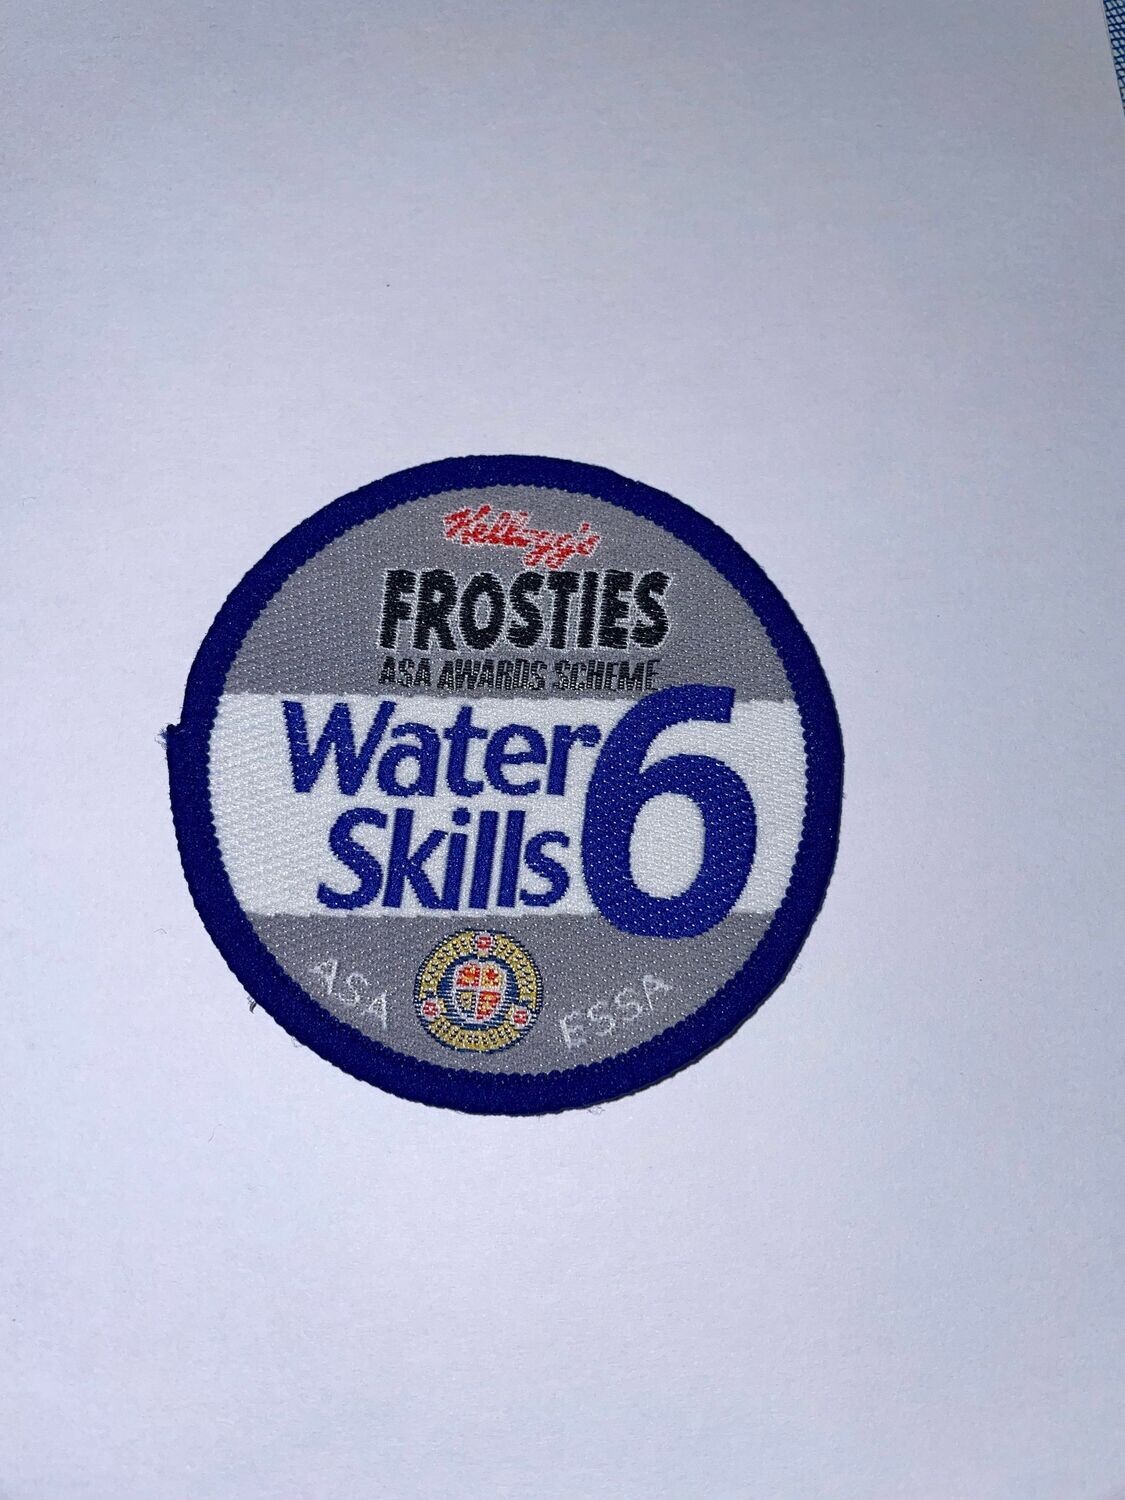 Kellogg's
FROSTIES
ASA AWARDS SCHEME
Water
Skills
6
ASA
ESSA